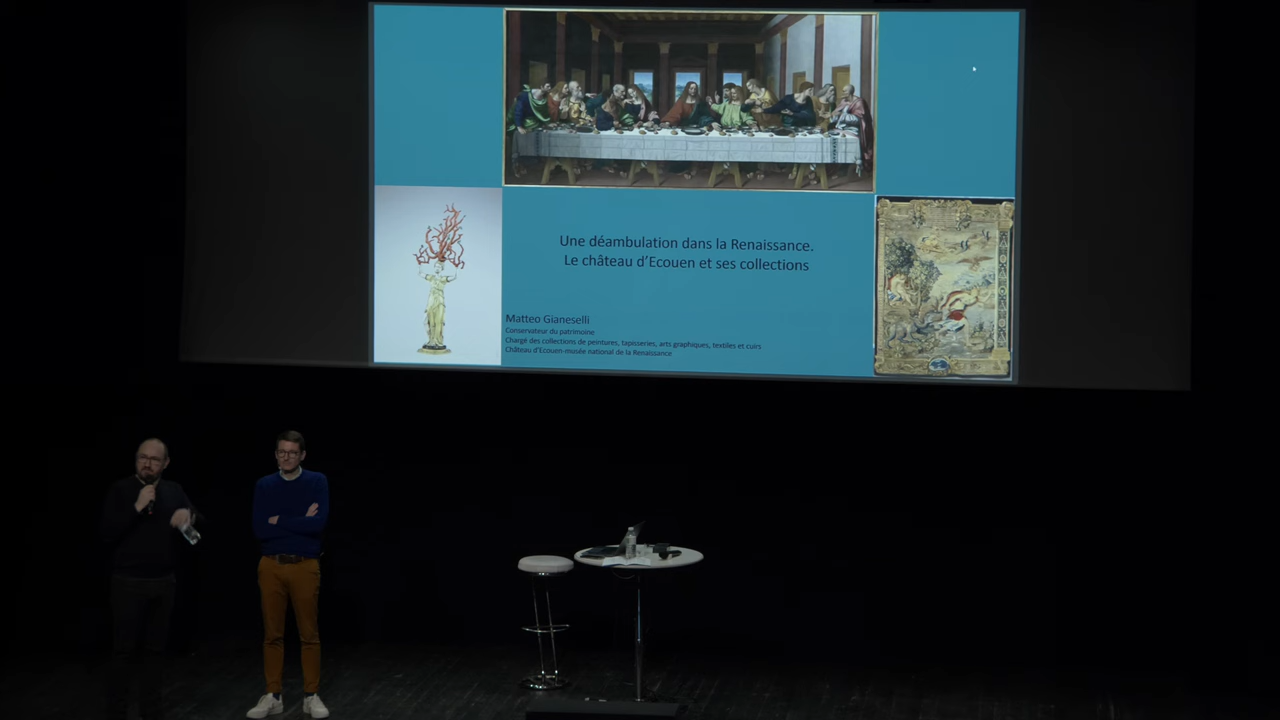 Une déambulation dans la Renaissance.
Le château d'Ecouen et ses collections
Matteo Gianeselli
Conservateur du patrimoine
Chargé des collections de peintures, tapisseries, arts graphiques, textiles et cuirs
Château d'Ecouen-musée national de la Renaissance